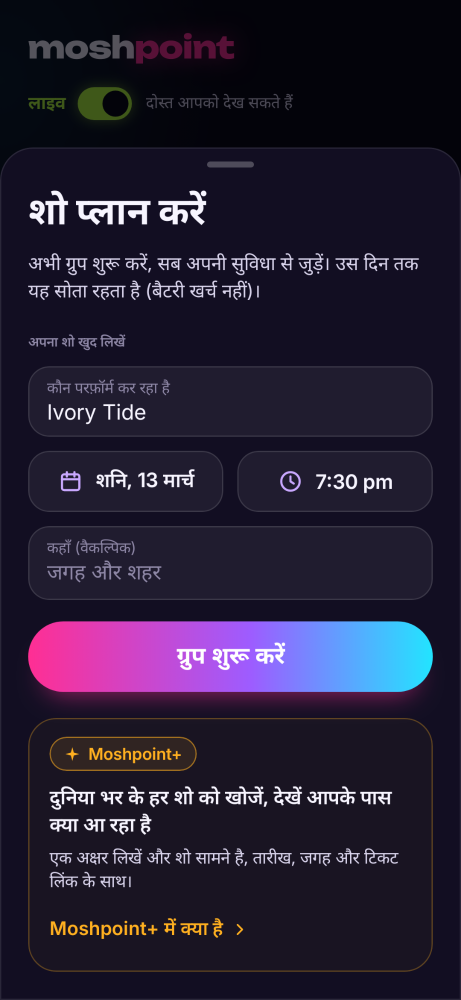 moshpoint
लाइव
दोस्त आपको देख सकते हैं
शो प्लान करें
अभी ग्रुप शुरू करें, सब अपनी सुविधा से जुड़ें। उस दिन तक
यह सोता रहता है (बैटरी खर्च नहीं)।
अपना शो खुद लिखें
कौन परफ़ॉर्म कर रहा है
Ivory Tide
शनि, 13 मार्च
7:30 pm
कहाँ (वैकल्पिक)
जगह और शहर
ग्रुप शुरू करें
Moshpoint+
दुनिया भर के हर शो को खोजें, देखें आपके पास
क्या आ रहा है
एक अक्षर लिखें और शो सामने है, तारीख, जगह और टिकट
लिंक के साथ।
Moshpoint+ में क्या है